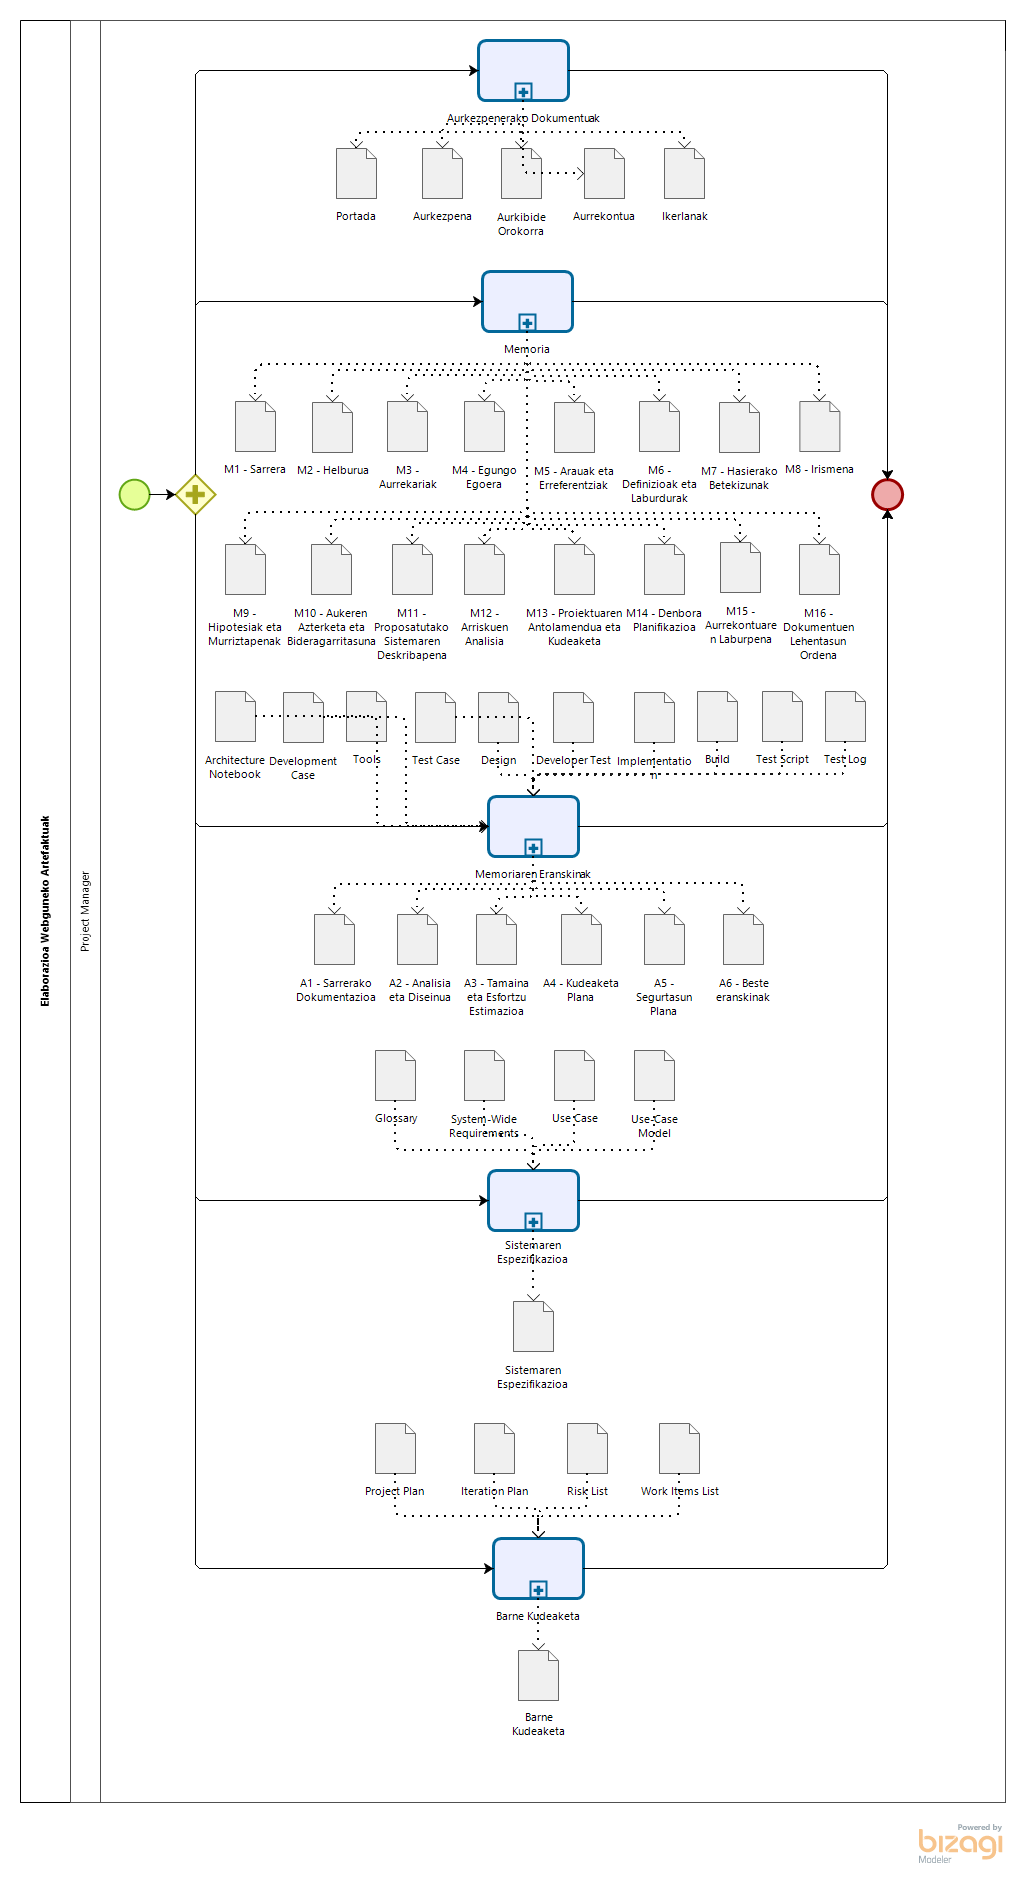 Elaborazioa Webguneko Artefaktuak
Project Manager
Aurkezpenerako Dokumentuak
Portada
Aurkezpena
Aurkibide
Orokorra
Aurrekontua
Ikerlanak
Memoria
M1 - Sarrera
M2 - Helburua
M3 -
Aurrekariak
M4 - Egungo
Egoera
M5 - Arauak eta
Erreferentziak
M6 -
Definizioak eta
Laburdurak
M7 - Hasierako
Betekizunak
M8 - Irismena
M9 -
Hipotesiak eta
Murriztapenak
M10 - Aukeren
Azterketa eta
Bideragarritasuna
M11 -
Proposatutako
Sistemaren
Deskribapena
M12 -
Arriskuen
Analisia
M13 - Proiektuaren
Antolamendua eta
Kudeaketa
M14 - Denbora
Planifikazioa
M15 -
Aurrekontuare
n Laburpena
M16 -
Dokumentuen
Lehentasun
Ordena
Architecture
Notebook
Development
Case
Tools
Test Case
Design
Developer Test
Implementatio
n
Build
Test Script
Test Log
Memoriaren Eranskinak
A1 - Sarrerako
Dokumentazioa
A2 - Analisia
eta Diseinua
A3 - Tamaina
eta Esfortzu
Estimazioa
A4 - Kudeaketa
Plana
A5 -
Segurtasun
Plana
A6 - Beste
eranskinak
Glossary
System-Wide
Requirements
Use Case
Use-Case
Model
Sistemaren
Espezifikazioa
Sistemaren
Espezifikazioa
Project Plan
Iteration Plan
Risk List
Work Items List
Barne Kudeaketa
Barne
Kudeaketa
Powered by
bizagi
Modeler